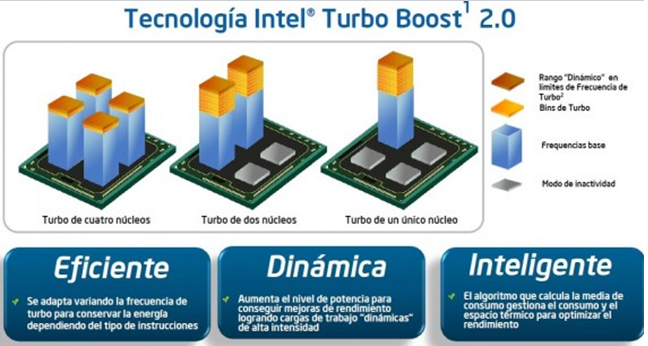 Tecnología Intel® Turbo Boost¹ 2.0
Rango "Dinámico" en
límites de Frecuencia de
Turbo²
Bins de Turbo
Frecuencias base
Modo de inactividad
Turbo de cuatro núcleos
Turbo de dos núcleos
Turbo de un único núcleo
Eficiente
Se adapta variando la frecuencia de
turbo para conservar la energía
dependiendo del tipo de instrucciones
Dinámica
Aumenta el nivel de potencia para
conseguir mejoras de rendimiento
logrando cargas de trabajo "dinámicas"
de alta intensidad
Inteligente
El algoritmo que calcula la media de
consumo gestiona el consumo y el
espacio térmico para optimizar el
rendimiento